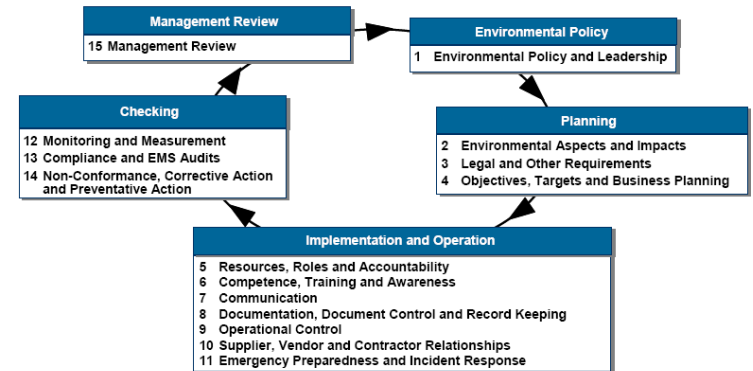 Management Review
15 Management Review
Environmental Policy
1 Environmental Policy and Leadership
Planning
2 Environmental Aspects and Impacts
3 Legal and Other Requirements
4 Objectives, Targets and Business Planning
Implementation and Operation
5 Resources, Roles and Accountability
6 Competence, Training and Awareness
7 Communication
8 Documentation, Document Control and Record Keeping
9 Operational Control
10 Supplier, Vendor and Contractor Relationships
11 Emergency Preparedness and Incident Response
Checking
12 Monitoring and Measurement
13 Compliance and EMS Audits
14 Non-Conformance, Corrective Action
and Preventative Action